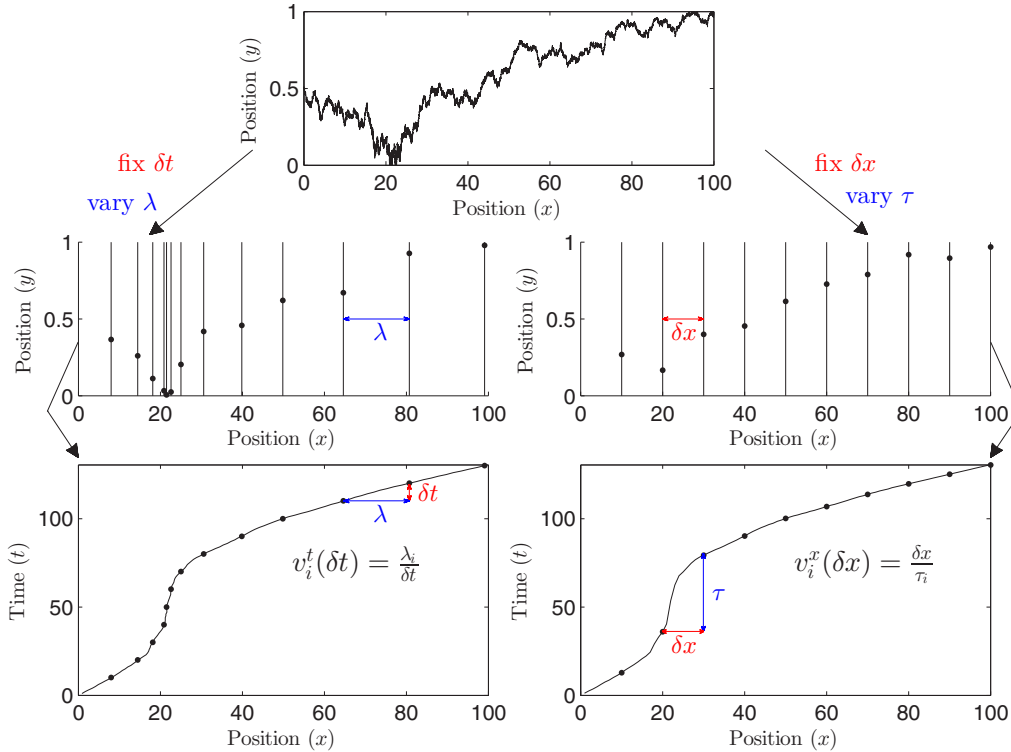 1
0.5
1
Position (y)
0 20 40 60 80 100
Position (x)
fix δt
vary λ
fix δx
vary τ
1
0.5
0
Position (y)
λ
0 20 40 60 80 100
Position (x)
1
0.5
0
Position (y)
δx
0 20 40 60 80 100
Position (x)
100
50
0
Time (t)
δt
λ
v_i^t(δt) = λ_i/δt
0 20 40 60 80 100
Position (x)
100
50
0
Time (t)
τ
δx
v_i^x(δx) = δx/τ_i
0 20 40 60 80 100
Position (x)